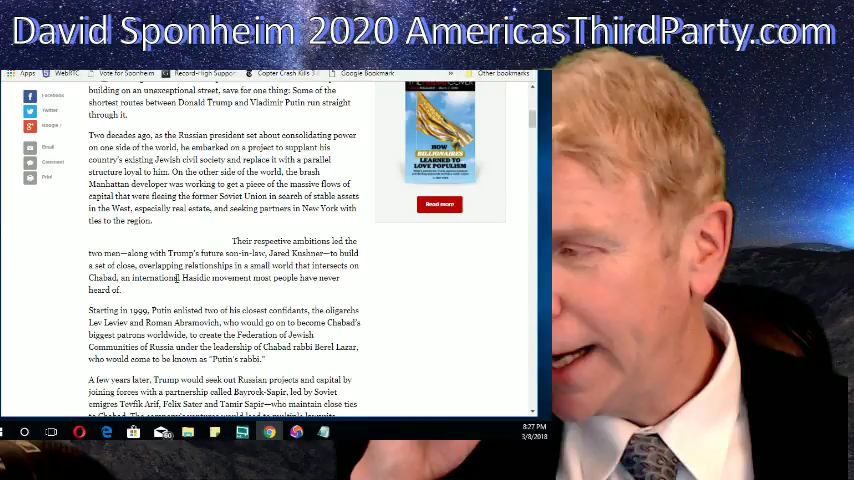 David Sponheim 2020 AmericasThirdParty.com
Apps WebRTC Vote for Sponheim Record-High Suppor Copter Crash Kills 3 Google Bookmark » Other bookmarks
building on an unexceptional street, save for one thing: Some of the
shortest routes between Donald Trump and Vladimir Putin run straight
through it.
Facebook
Twitter
Google +
Email
Comment
Print
Two decades ago, as the Russian president set about consolidating power
on one side of the world, he embarked on a project to supplant his
country's existing Jewish civil society and replace it with a parallel
structure loyal to him. On the other side of the world, the brash
Manhattan developer was working to get a piece of the massive flows of
capital that were fleeing the former Soviet Union in search of stable assets
in the West, especially real estate, and seeking partners in New York with
ties to the region.
HOW
BILLIONAIRES
LEARNED TO
LOVE POPULISM
Read more
Their respective ambitions led the
two men—along with Trump's future son-in-law, Jared Kushner—to build
a set of close, overlapping relationships in a small world that intersects on
Chabad, an international Hasidic movement most people have never
heard of.
Starting in 1999, Putin enlisted two of his closest confidants, the oligarchs
Lev Leviev and Roman Abramovich, who would go on to become Chabad's
biggest patrons worldwide, to create the Federation of Jewish
Communities of Russia under the leadership of Chabad rabbi Berel Lazar,
who would come to be known as "Putin's rabbi."
A few years later, Trump would seek out Russian projects and capital by
joining forces with a partnership called Bayrock-Sapir, led by Soviet
emigres Tevfik Arif, Felix Sater and Tamir Sapir—who maintain close ties
8:27 PM
3/8/2018